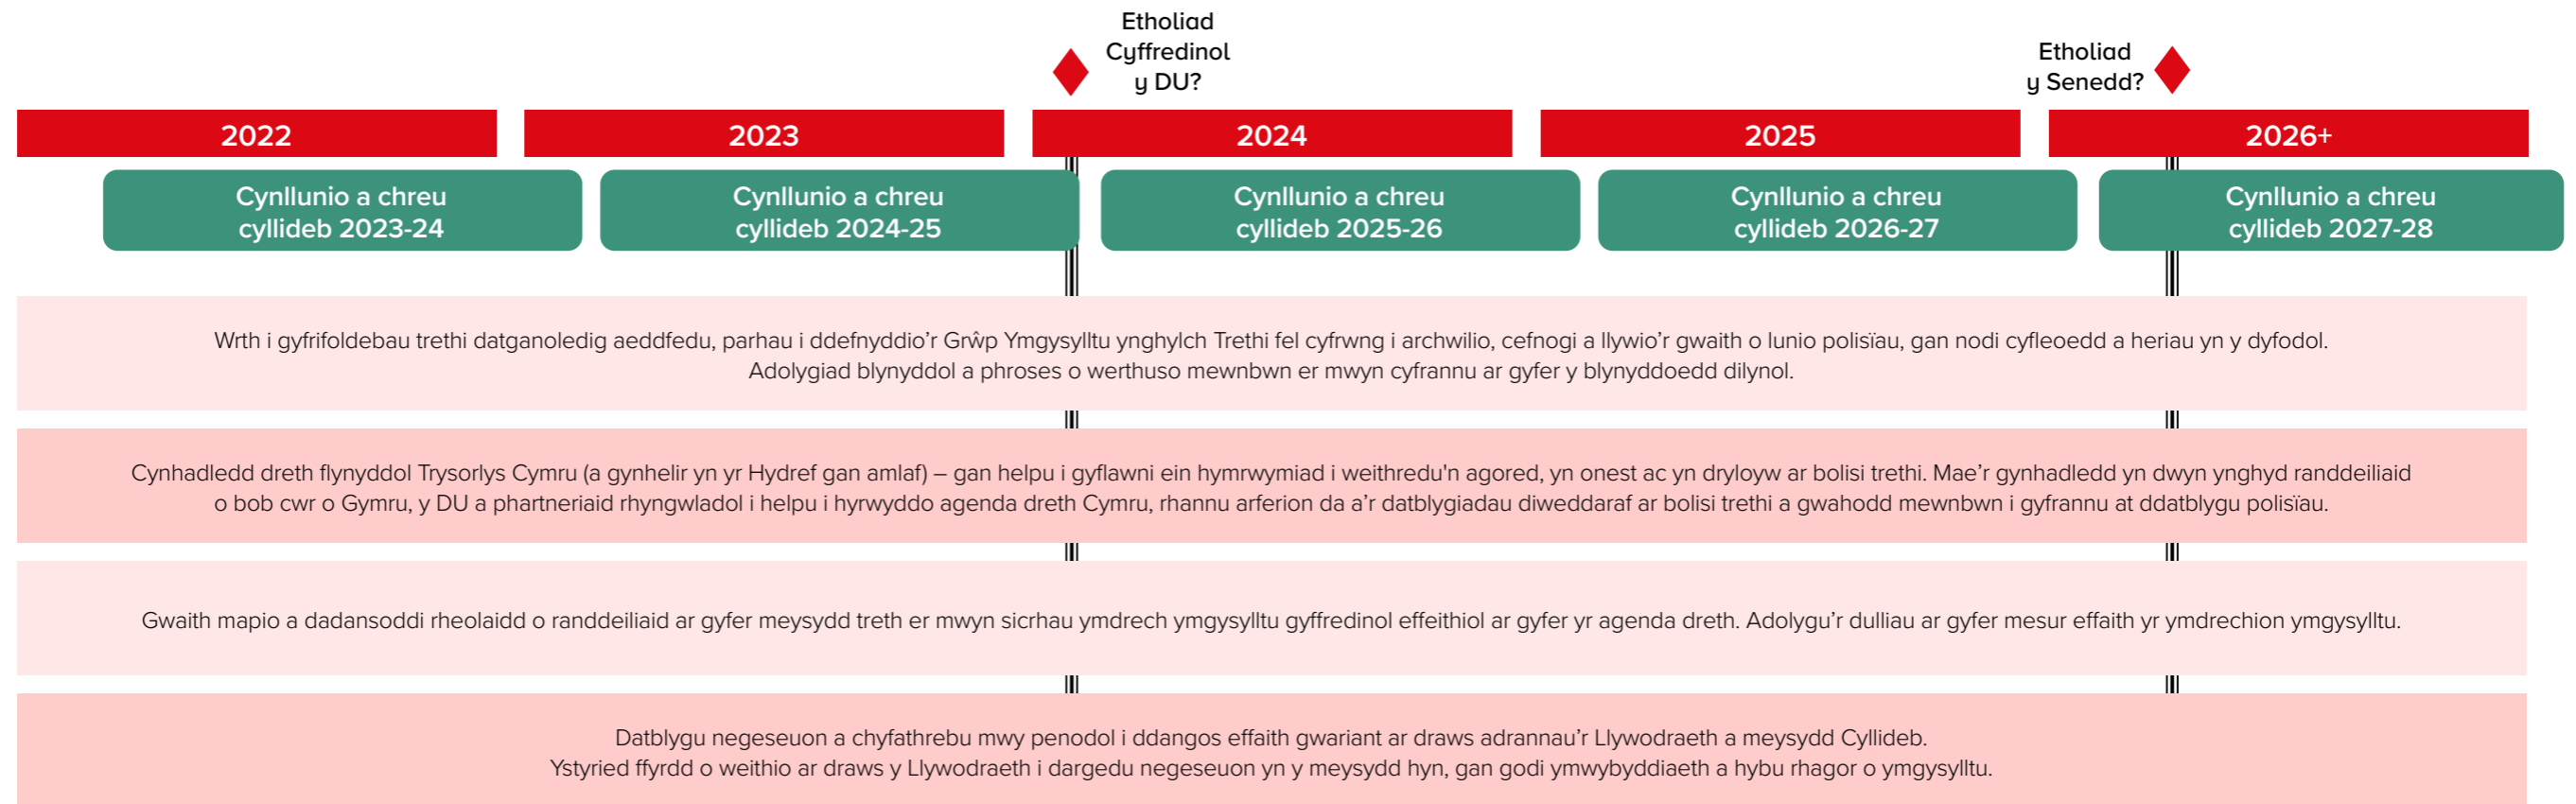 Etholiad
Cyffredinol
y DU?
Etholiad
y Senedd?
2022
2023
2024
2025
2026+
Cynllunio a chreu
cyllideb 2023-24
Cynllunio a chreu
cyllideb 2024-25
Cynllunio a chreu
cyllideb 2025-26
Cynllunio a chreu
cyllideb 2026-27
Cynllunio a chreu
cyllideb 2027-28
Wrth i gyfrifoldebau trethi datganoledig aeddfedu, parhau i ddefnyddio’r Grŵp Ymgysylltu ynghylch Trethi fel cyfrwng i archwilio, cefnogi a llywio’r gwaith o lunio polisïau, gan nodi cyfleoedd a heriau yn y dyfodol.
Adolygiad blynyddol a phroses o werthuso mewnbwn er mwyn cyfrannu ar gyfer y blynyddoedd dilynol.
Cynhadledd dreth flynyddol Trysorlys Cymru (a gynhelir yn yr Hydref gan amlaf) – gan helpu i gyflawni ein hymrwymiad i weithredu'n agored, yn onest ac yn dryloyw ar bolisi trethi. Mae’r gynhadledd yn dwyn ynghyd randdeiliaid
o bob cwr o Gymru, y DU a phartneriaid rhyngwladol i helpu i hyrwyddo agenda dreth Cymru, rhannu arferion da a’r datblygiadau diweddaraf ar bolisi trethi a gwahodd mewnbwn i gyfrannu at ddatblygu polisïau.
Gwaith mapio a dadansoddi rheolaidd o randdeiliaid ar gyfer meysydd treth er mwyn sicrhau ymdrech ymgysylltu gyffredinol effeithiol ar gyfer yr agenda dreth. Adolygu’r dulliau ar gyfer mesur effaith yr ymdrechion ymgysylltu.
Datblygu negeseuon a chyfathrebu mwy penodol i ddangos effaith gwariant ar draws adrannau’r Llywodraeth a meysydd Cyllideb.
Ystyried ffyrdd o weithio ar draws y Llywodraeth i dargedu negeseuon yn y meysydd hyn, gan godi ymwybyddiaeth a hybu rhagor o ymgysylltu.